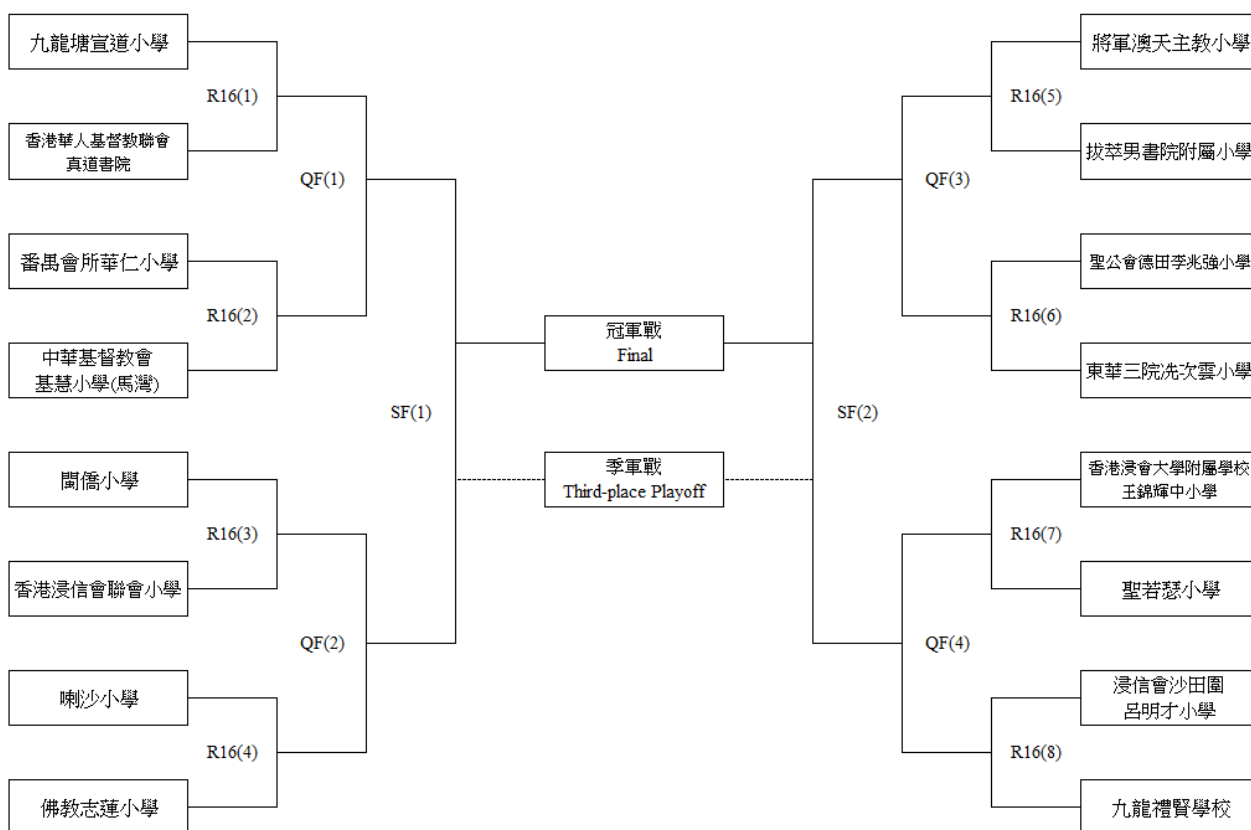 九龍塘宣道小學
R16(1)
香港華人基督教聯會
真道書院
QF(1)
番禺會所華仁小學
R16(2)
中華基督教會
基慧小學(馬灣)
SF(1)
閩僑小學
R16(3)
香港浸信會聯會小學
QF(2)
喇沙小學
R16(4)
佛教志蓮小學
冠軍戰
Final
季軍戰
Third-place Playoff
將軍澳天主教小學
R16(5)
拔萃男書院附屬小學
QF(3)
聖公會德田李兆強小學
R16(6)
東華三院冼次雲小學
SF(2)
香港浸會大學附屬學校
王錦輝中小學
R16(7)
聖若瑟小學
QF(4)
浸信會沙田圍
呂明才小學
R16(8)
九龍禮賢學校